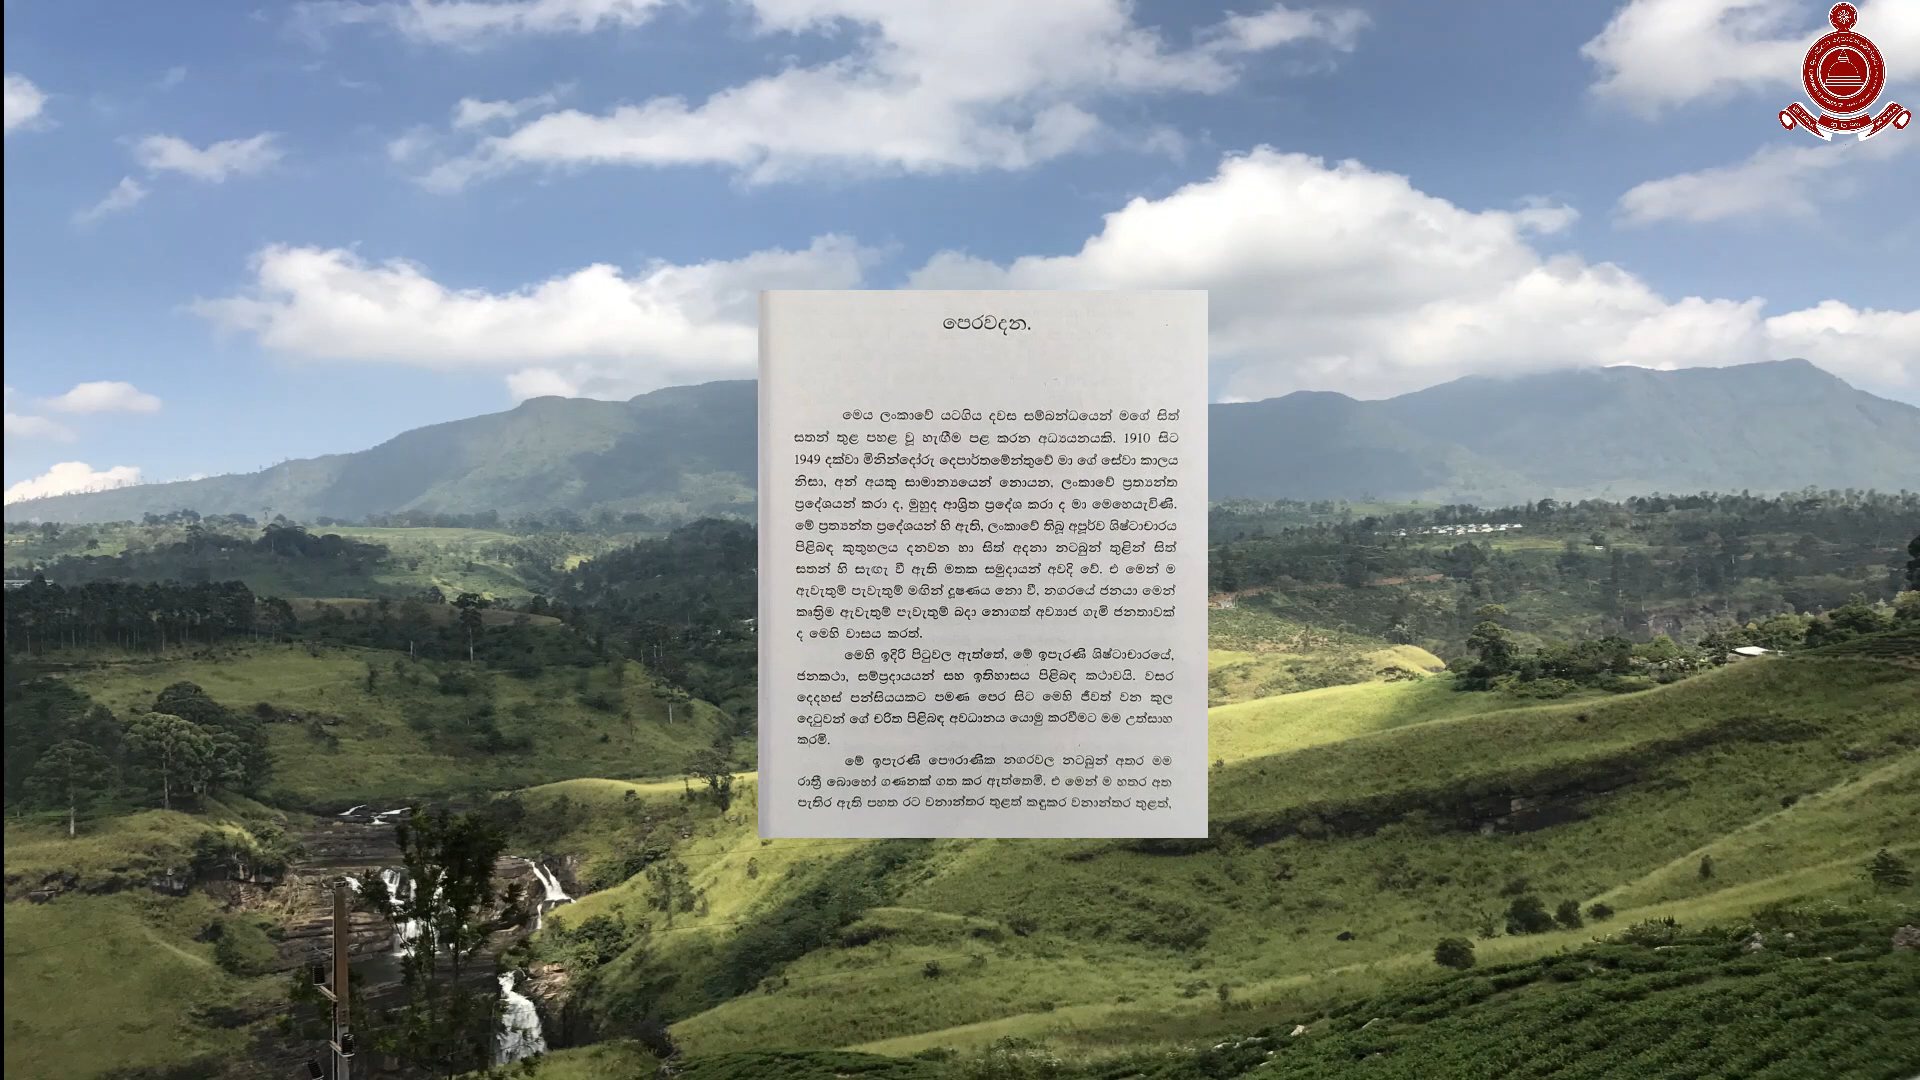 පෙරවදන.
මෙය ලංකාවේ යටගිය දවස සම්බන්ධයෙන් මගේ සිත්
සතන් තුළ පහළ වූ හැඟීම් පළ කරන අධ්‍යයනයකි. 1910 සිට
1949 දක්වා මිනින්දෝරු දෙපාර්තමේන්තුවේ මා ගේ සේවා කාලය
නිසා, අන් අයකු සාමාන්‍යයෙන් නොයන, ලංකාවේ ප්‍රත්‍යන්ත
ප්‍රදේශයන් කරා ද, මුහුද ආශ්‍රිත ප්‍රදේශ කරා ද මා මෙහෙයැවිණි.
මේ ප්‍රත්‍යන්ත ප්‍රදේශයන් හි ඇති, ලංකාවේ තිබූ අපූර්ව ශිෂ්ටාචාරය
පිළිබඳ කුතුහලය දනවන හා සිත් අදනා නටබුන් තුළින් සිත්
සතන් හි සැඟැ වී ඇති මතක සමුදායන් අවදි වේ. එ මෙන් ම
ඇවැතුම් පැවැතුම් මඟින් දූෂණය නො වී, නගරයේ ජනයා මෙන්
කෘත්‍රිම ඇවැතුම් පැවැතුම් බදා නොගත් අව්‍යාජ ගැමි ජනතාවක්
ද මෙහි වාසය කරත්.
මෙහි ඉදිරි පිටුවල ඇත්තේ, මේ ඉපැරණි ශිෂ්ටාචාරයේ,
ජනකථා, සම්ප්‍රදායයන් සහ ඉතිහාසය පිළිබඳ කථාවයි. වසර
දෙදහස් පන්සියයකට පමණ පෙර සිට මෙහි ජීවත් වන කුල
දෙටුවන් ගේ චරිත පිළිබඳ අවධානය යොමු කරවීමට මම උත්සාහ
කරමි.
මේ ඉපැරණි පෞරාණික නගරවල නටබුන් අතර මම
රාත්‍රී බොහෝ ගණනක් ගත කර ඇත්තෙමි. එ මෙන් ම හතර අත
පැතිර ඇති පහත රට වනාන්තර තුළත් කඳුකර වනාන්තර තුළත්,